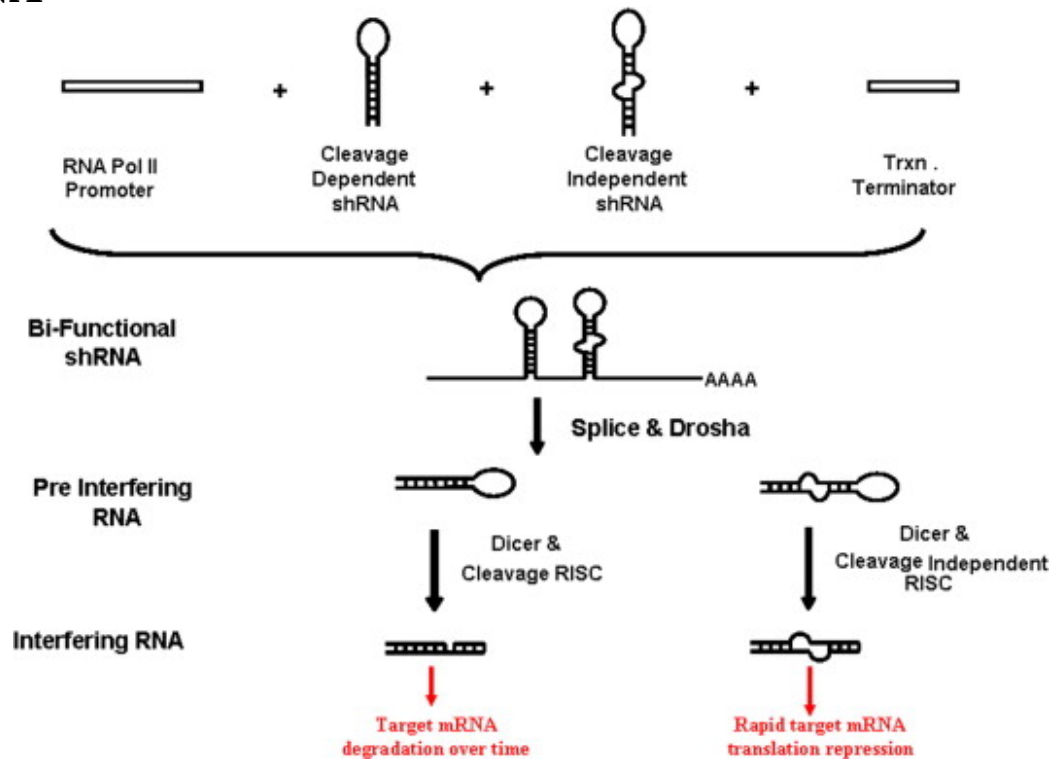 + + +
RNA Pol II
Promoter
Cleavage
Dependent
shRNA
Cleavage
Independent
shRNA
Trxn .
Terminator
Bi-Functional
shRNA
AAAA
Splice & Drosha
Pre Interfering
RNA
Dicer &
Cleavage RISC
Dicer &
Cleavage Independent
RISC
Interfering RNA
Target mRNA
degradation over time
Rapid target mRNA
translation repression